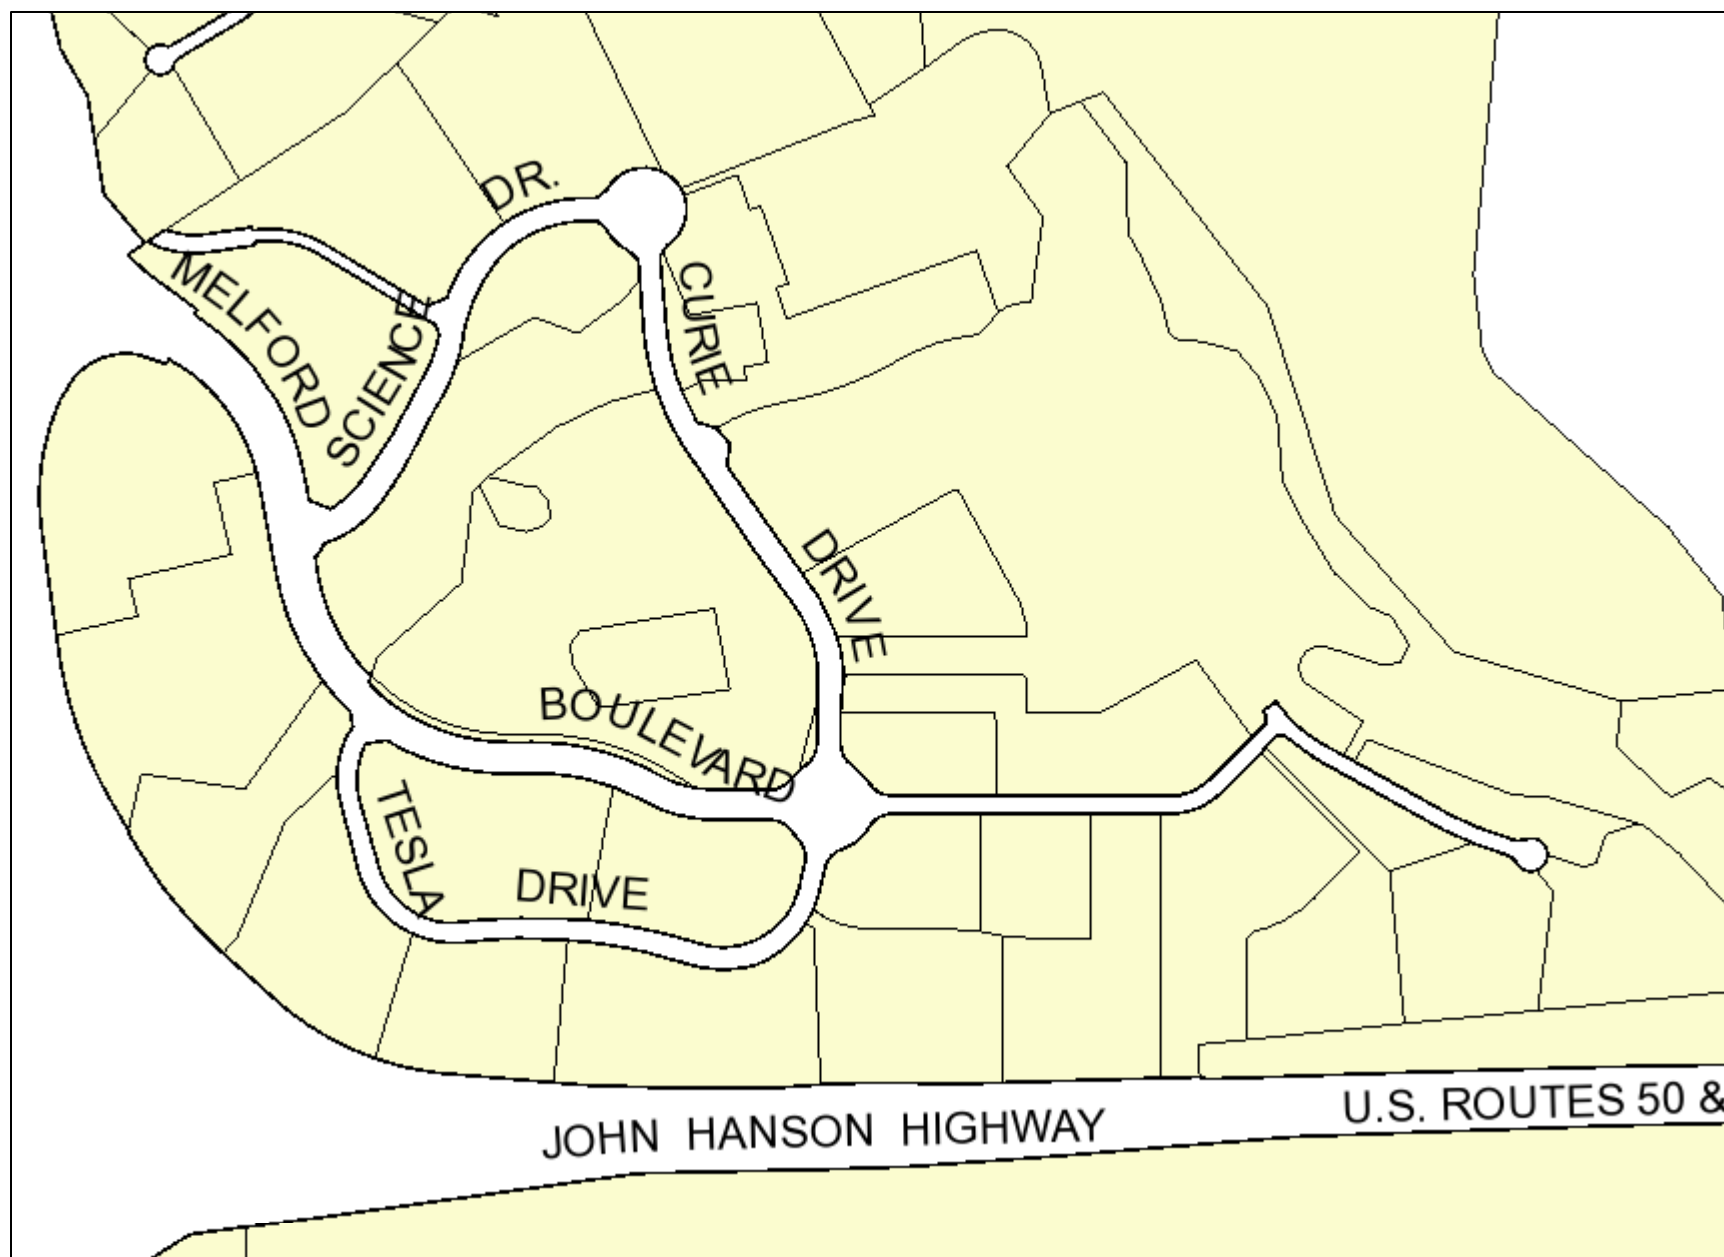 DR.
MELFORD
SCIENCE
CURIE
DRIVE
BOULEVARD
TESLA
DRIVE
JOHN HANSON HIGHWAY
U.S. ROUTES 50 &